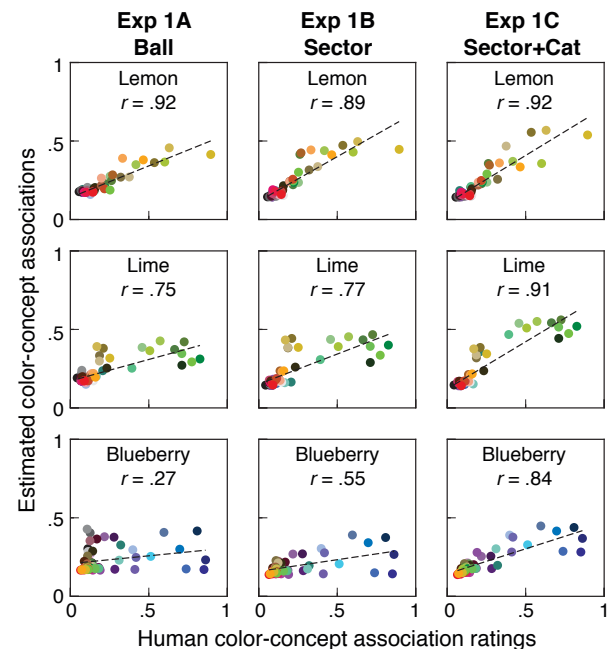 Exp 1A Exp 1B Exp 1C
Ball Sector Sector+Cat
Estimated color-concept associations
1 Lemon Lemon Lemon
r = .92 r = .89 r = .92
.5
0
1 Lime Lime Lime
r = .75 r = .77 r = .91
.5
0
1 Blueberry Blueberry Blueberry
r = .27 r = .55 r = .84
.5
0
0 .5 1 0 .5 1 0 .5 1
Human color-concept association ratings